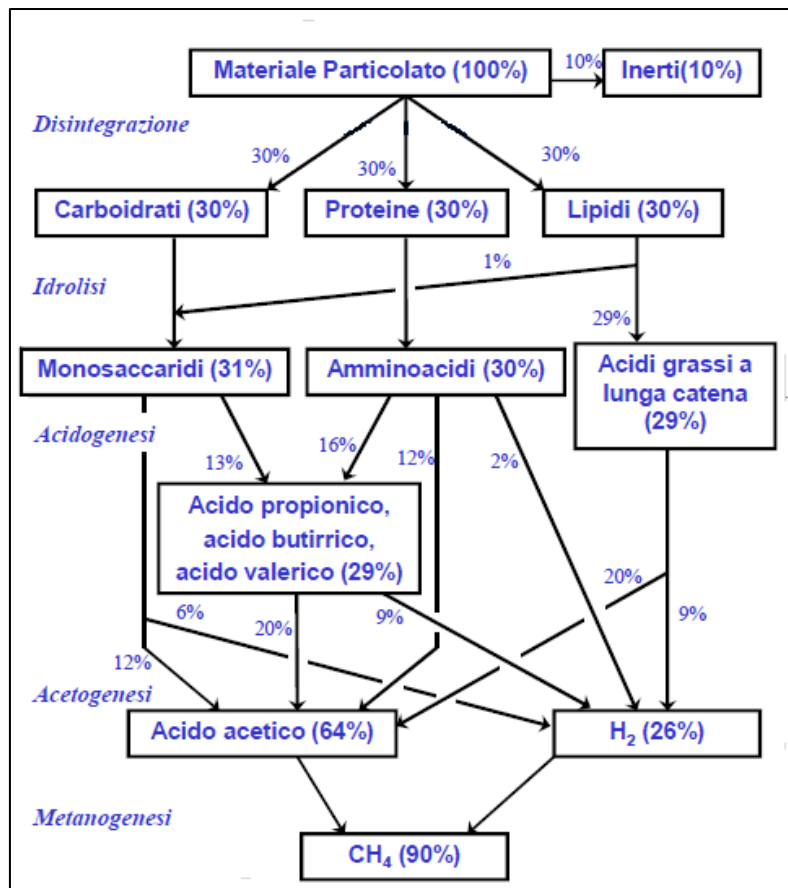 Materiale Particolato (100%)
10%
Inerti(10%)
Disintegrazione
30%
30%
30%
Carboidrati (30%)
Proteine (30%)
Lipidi (30%)
1%
Idrolisi
29%
Monosaccaridi (31%)
Amminoacidi (30%)
Acidi grassi a
lunga catena
(29%)
Acidogenesi
13%
16%
12%
2%
Acido propionico,
acido butirrico,
acido valerico (29%)
20%
6%
20%
9%
9%
12%
Acetogenesi
Acido acetico (64%)
H₂ (26%)
Metanogenesi
CH₄ (90%)